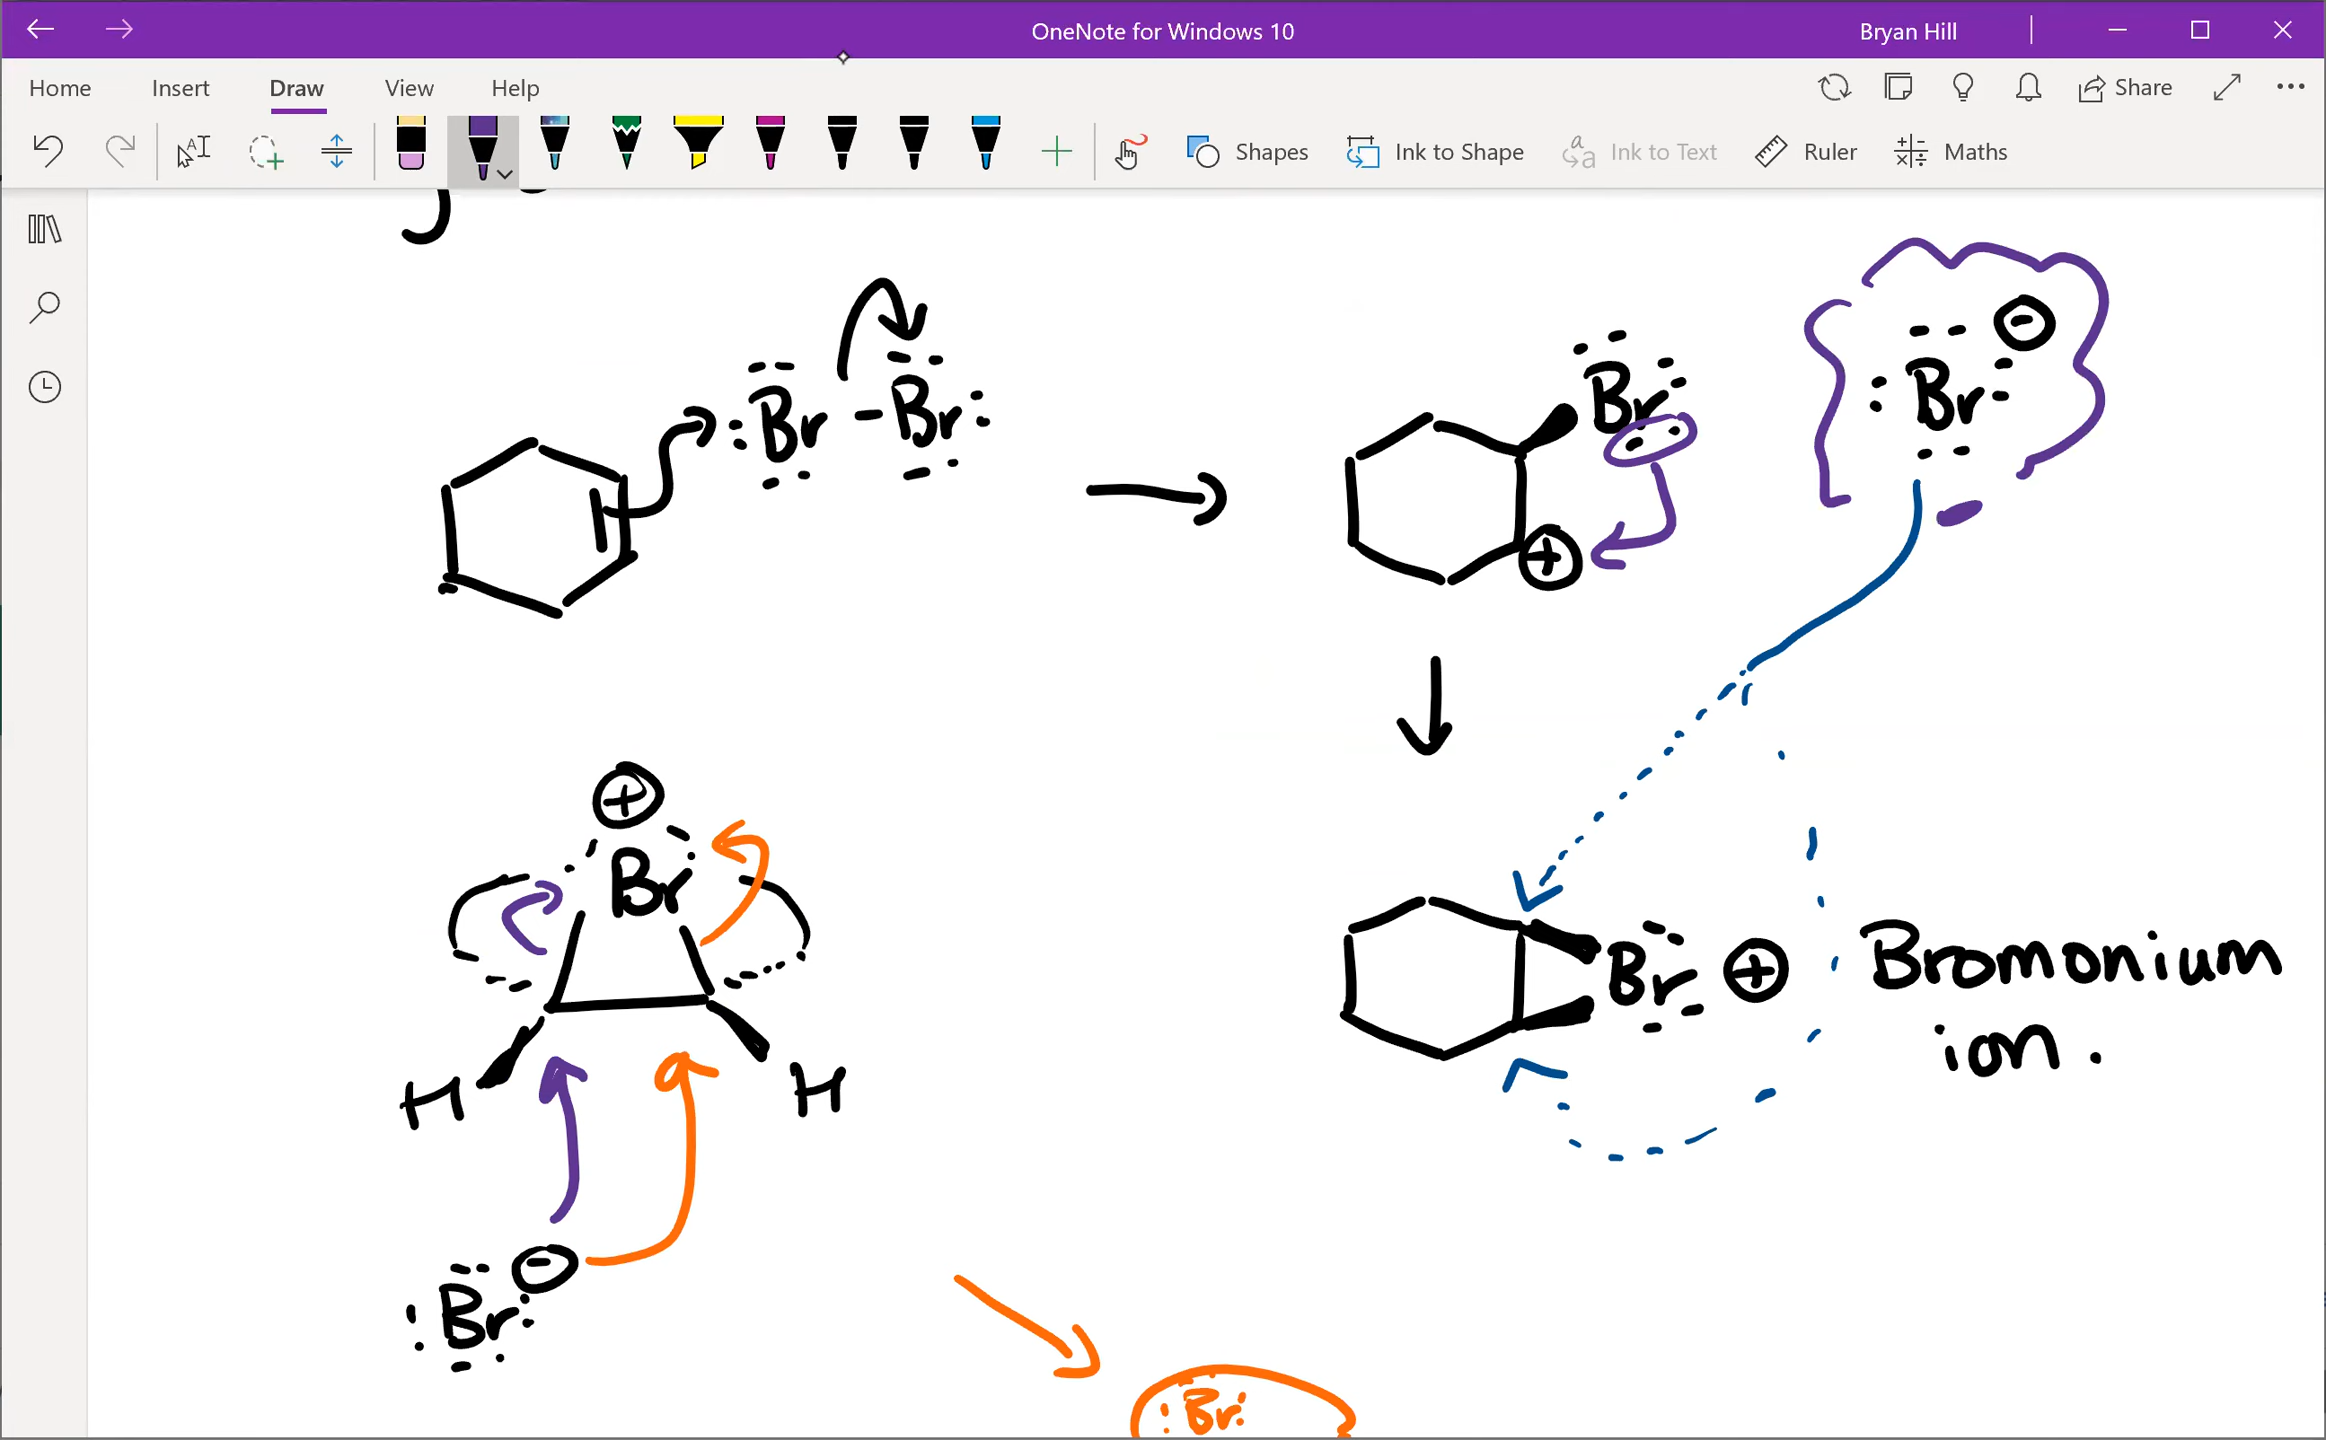 OneNote for Windows 10
Bryan Hill
Home Insert Draw View Help
Share
Shapes Ink to Shape Ink to Text Ruler Maths
:Br - Br:
Br
:Br
⊖
⊕
⊕
Br
Br ⊕
Bromonium
ion.
H
H
⊖
:Br:
:Br: